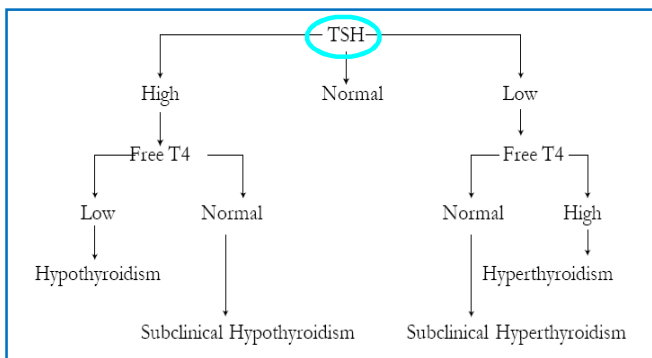 TSH
High Normal Low
Free T4 Free T4
Low Normal Normal High
Hypothyroidism Hyperthyroidism
Subclinical Hypothyroidism Subclinical Hyperthyroidism